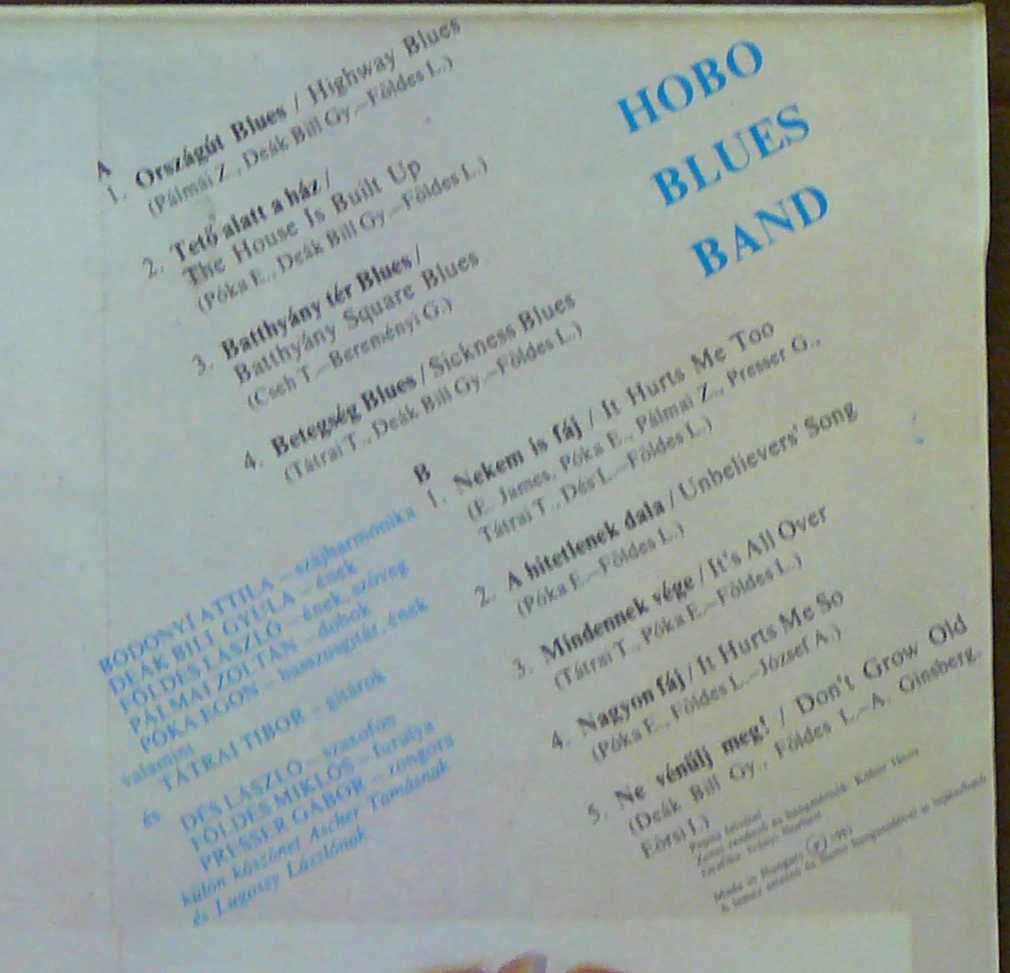 HOBO
BLUES
BAND
A
1. Országút Blues / Highway Blues
(Pálmai Z., Deák Bill Gy.–Földes L.)
2. Tető alatt a ház /
The House Is Built Up
(Póka E., Deák Bill Gy.–Földes L.)
3. Batthyány tér Blues /
Batthyány Square Blues
(Cseh T.–Bereményi G.)
4. Betegség Blues / Sickness Blues
(Tátrai T., Deák Bill Gy.–Földes L.)
B
1. Nekem is fáj / It Hurts Me Too
(E. James, Póka E., Pálmai Z., Presser G.,
Tátrai T., Dés L.–Földes L.)
2. A hitetlenek dala / Unbelievers' Song
(Póka E.–Földes L.)
3. Mindennek vége / It's All Over
(Tátrai T., Póka E.–Földes L.)
4. Nagyon fáj / It Hurts Me So
(Póka E., Földes L.–József A.)
5. Ne vénülj meg! / Don't Grow Old
(Deák Bill Gy., Földes L.–A. Ginsberg,
Eörsi I.)
BODONYI ATTILA – szájharmonika
DEÁK BILL GYULA – ének
FÖLDES LÁSZLÓ – ének, szöveg
PÁLMAI ZOLTÁN – dobok
PÓKA EGON – basszusgitár, ének
valamint
TÁTRAI TIBOR – gitárok
és
DÉS LÁSZLÓ – szaxofon
FÖLDES MIKLÓS – furulya
PRESSER GÁBOR – zongora
külön köszönet Ascher Tamásnak
és Lugossy Lászlónak
Made in Hungary